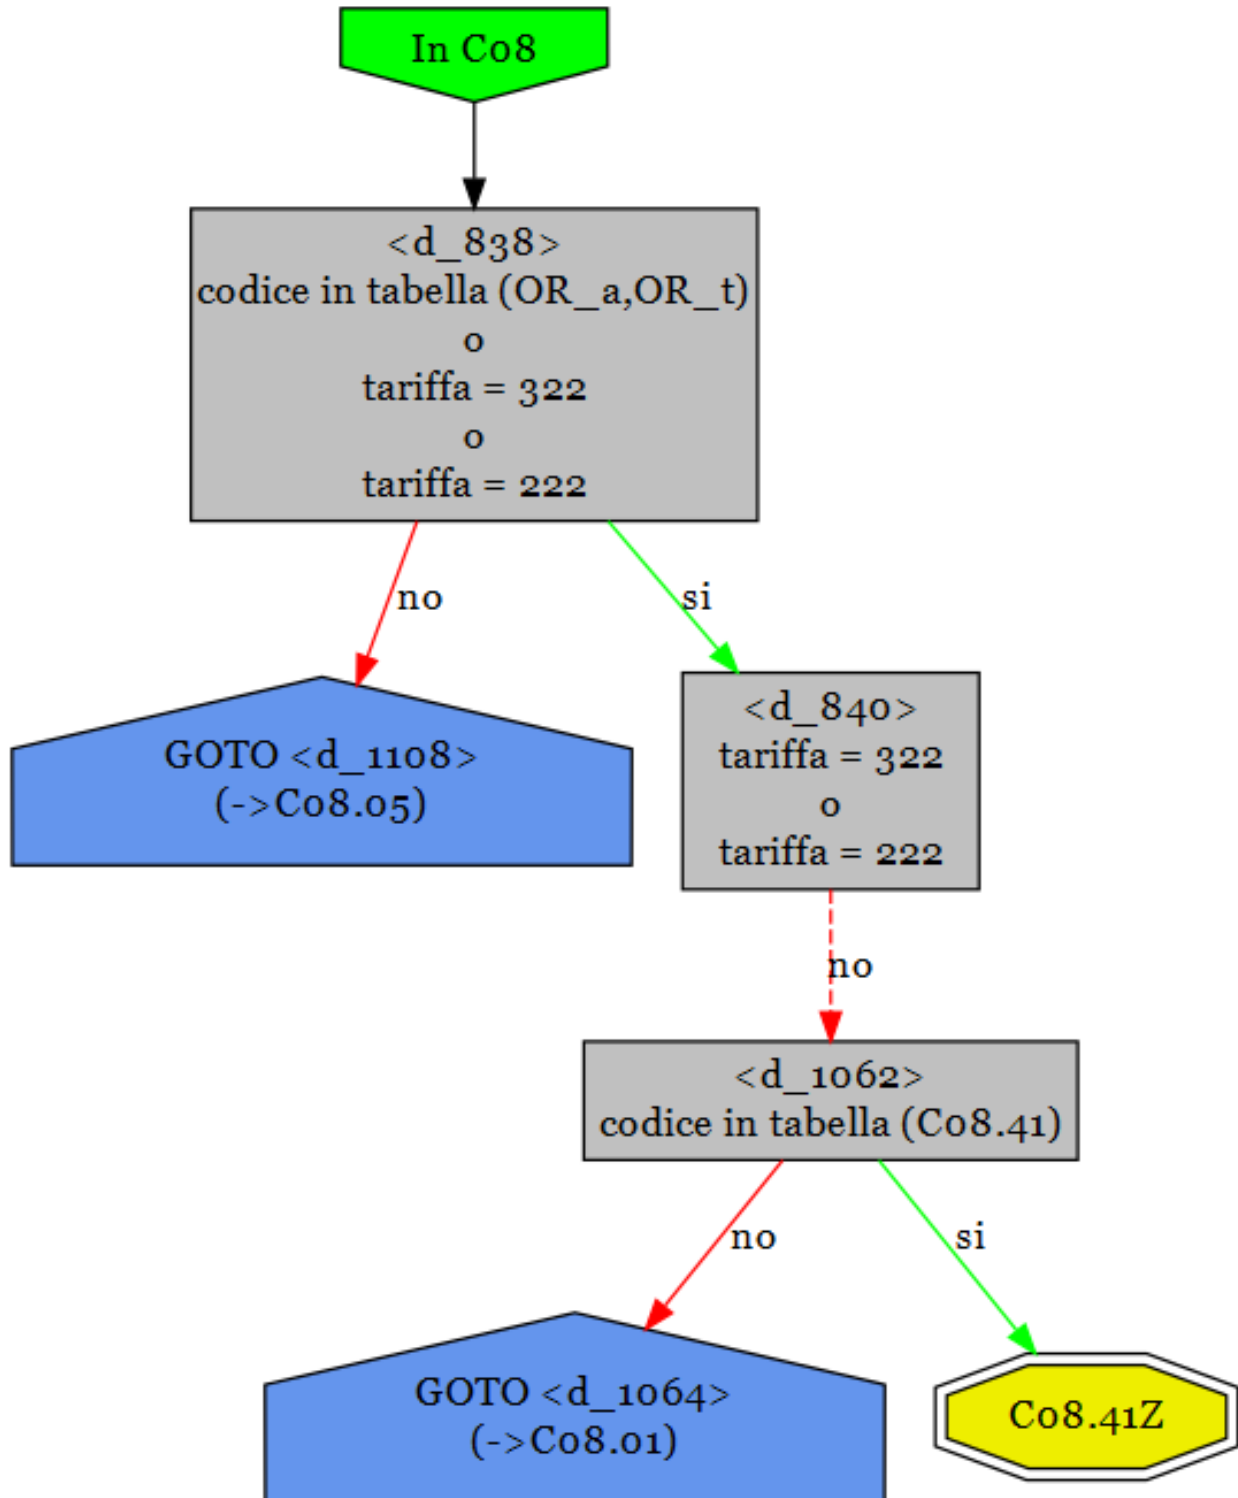 In C08
<d_838>
codice in tabella (OR_a,OR_t)
o
tariffa = 322
o
tariffa = 222
no
si
GOTO <d_1108>
(->C08.05)
<d_840>
tariffa = 322
o
tariffa = 222
no
<d_1062>
codice in tabella (C08.41)
no
si
GOTO <d_1064>
(->C08.01)
C08.41Z